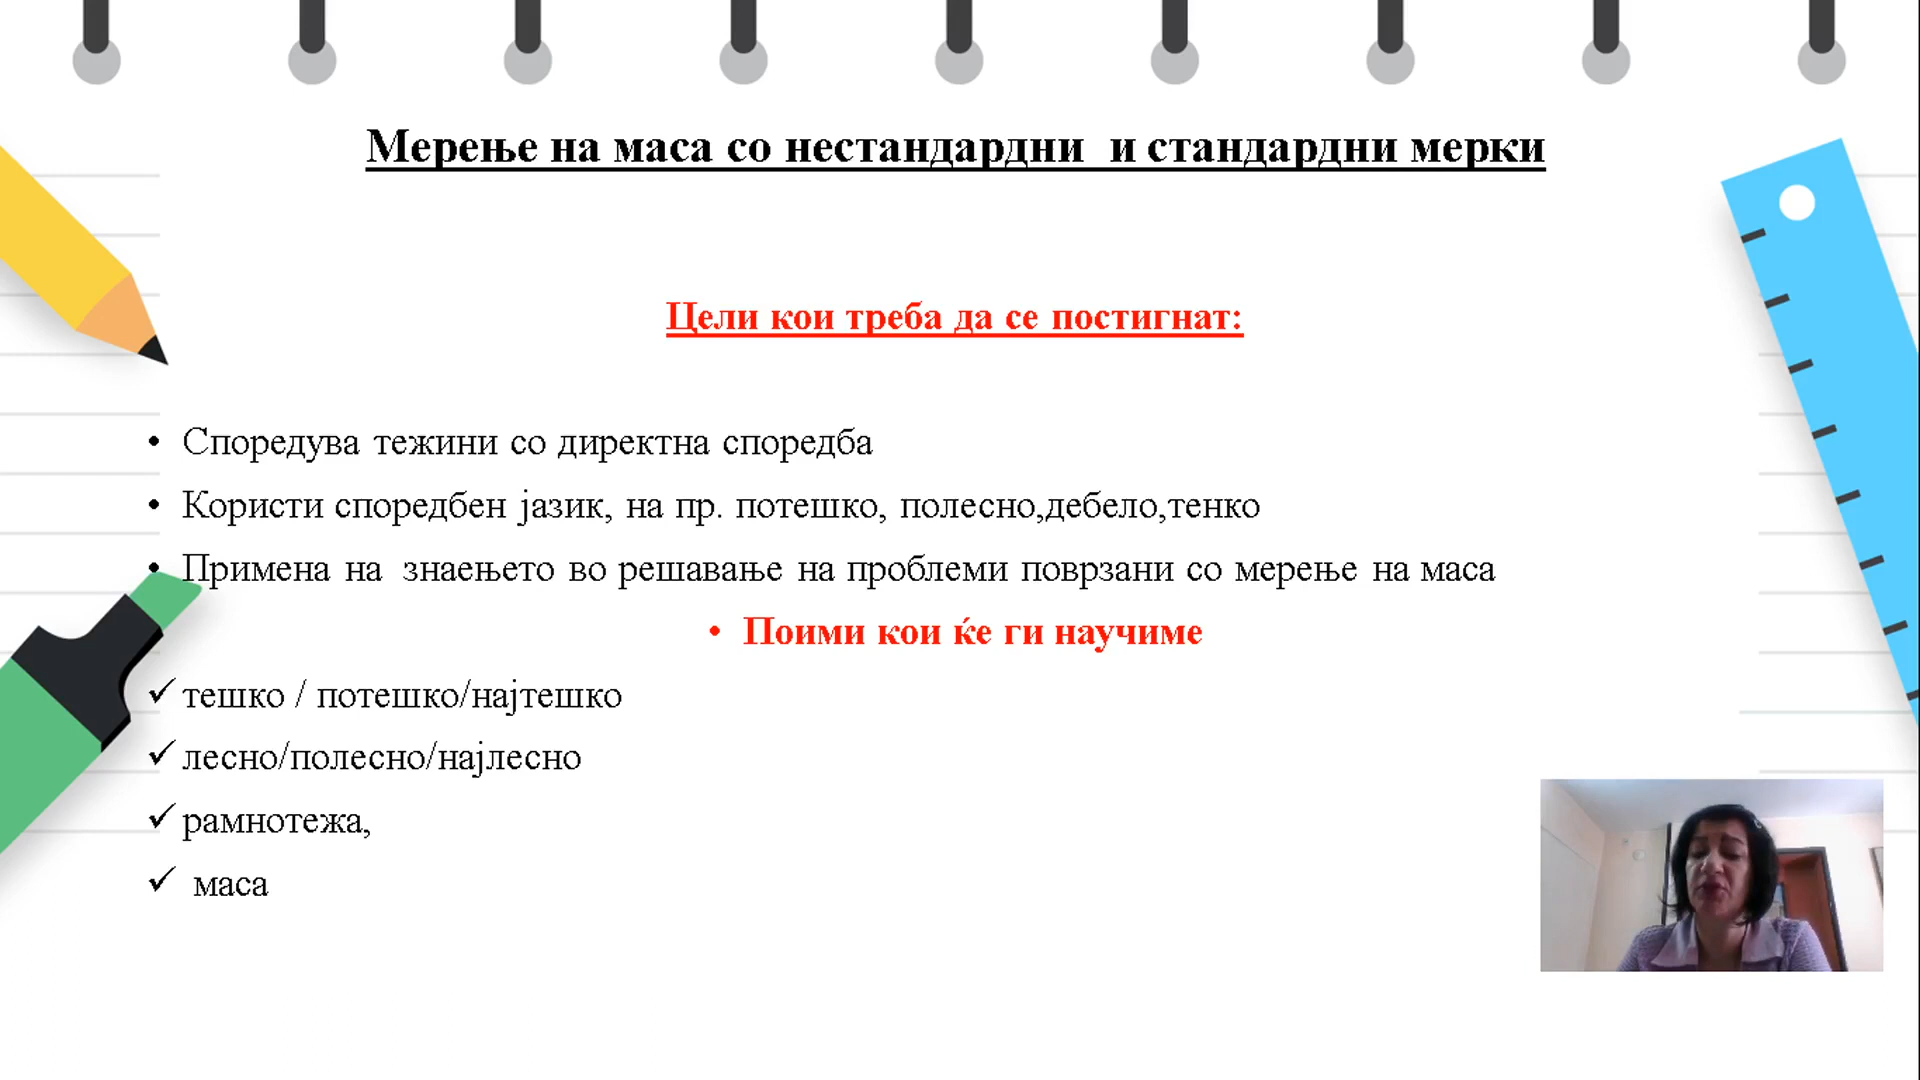 Мерење на маса со нестандардни  и стандардни мерки
Цели кои треба да се постигнат:
• Споредува тежини со директна споредба
• Користи споредбен јазик, на пр. потешко, полесно,дебело,тенко
• Примена на  знаењето во решавање на проблеми поврзани со мерење на маса
• Поими кои ќе ги научиме
✓ тешко / потешко/најтешко
✓ лесно/полесно/најлесно
✓ рамнотежа,
✓ маса